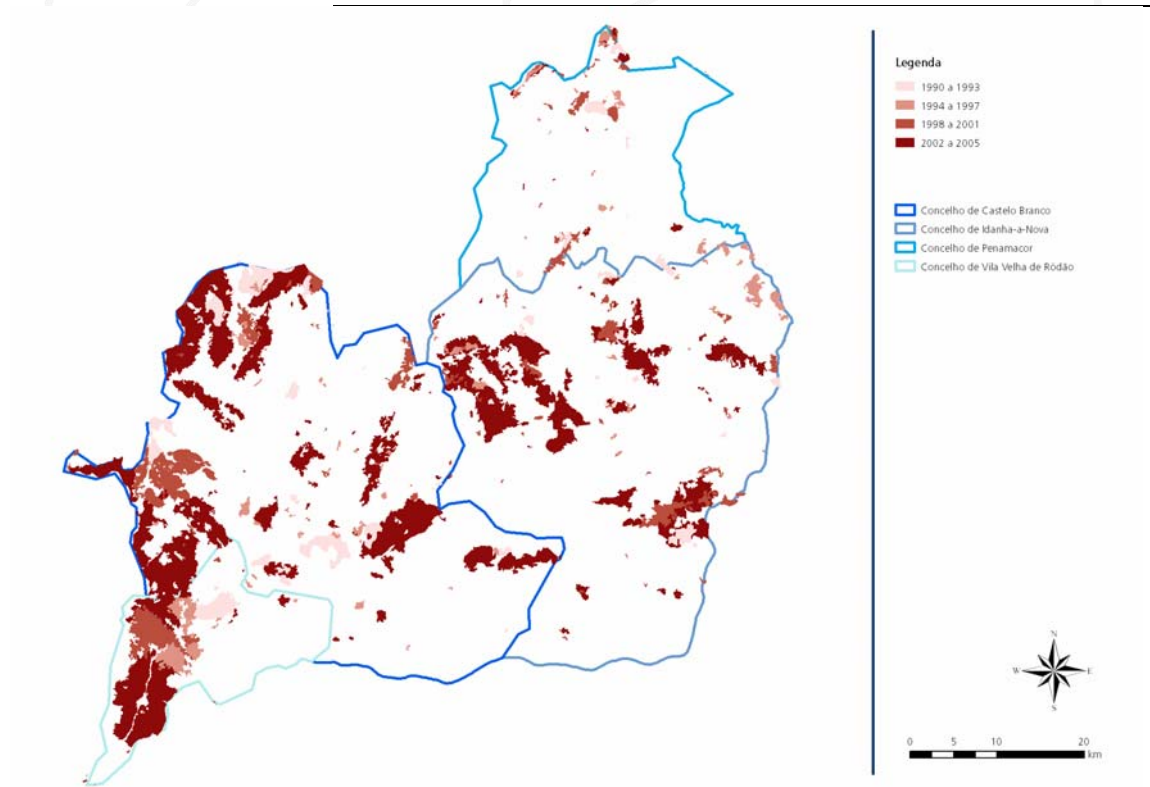 Legenda
1990 a 1993
1994 a 1997
1998 a 2001
2002 a 2005
Concelho de Castelo Branco
Concelho de Idanha-a-Nova
Concelho de Penamacor
Concelho de Vila Velha de Ródão
N
W E
S
0 5 10 20
km